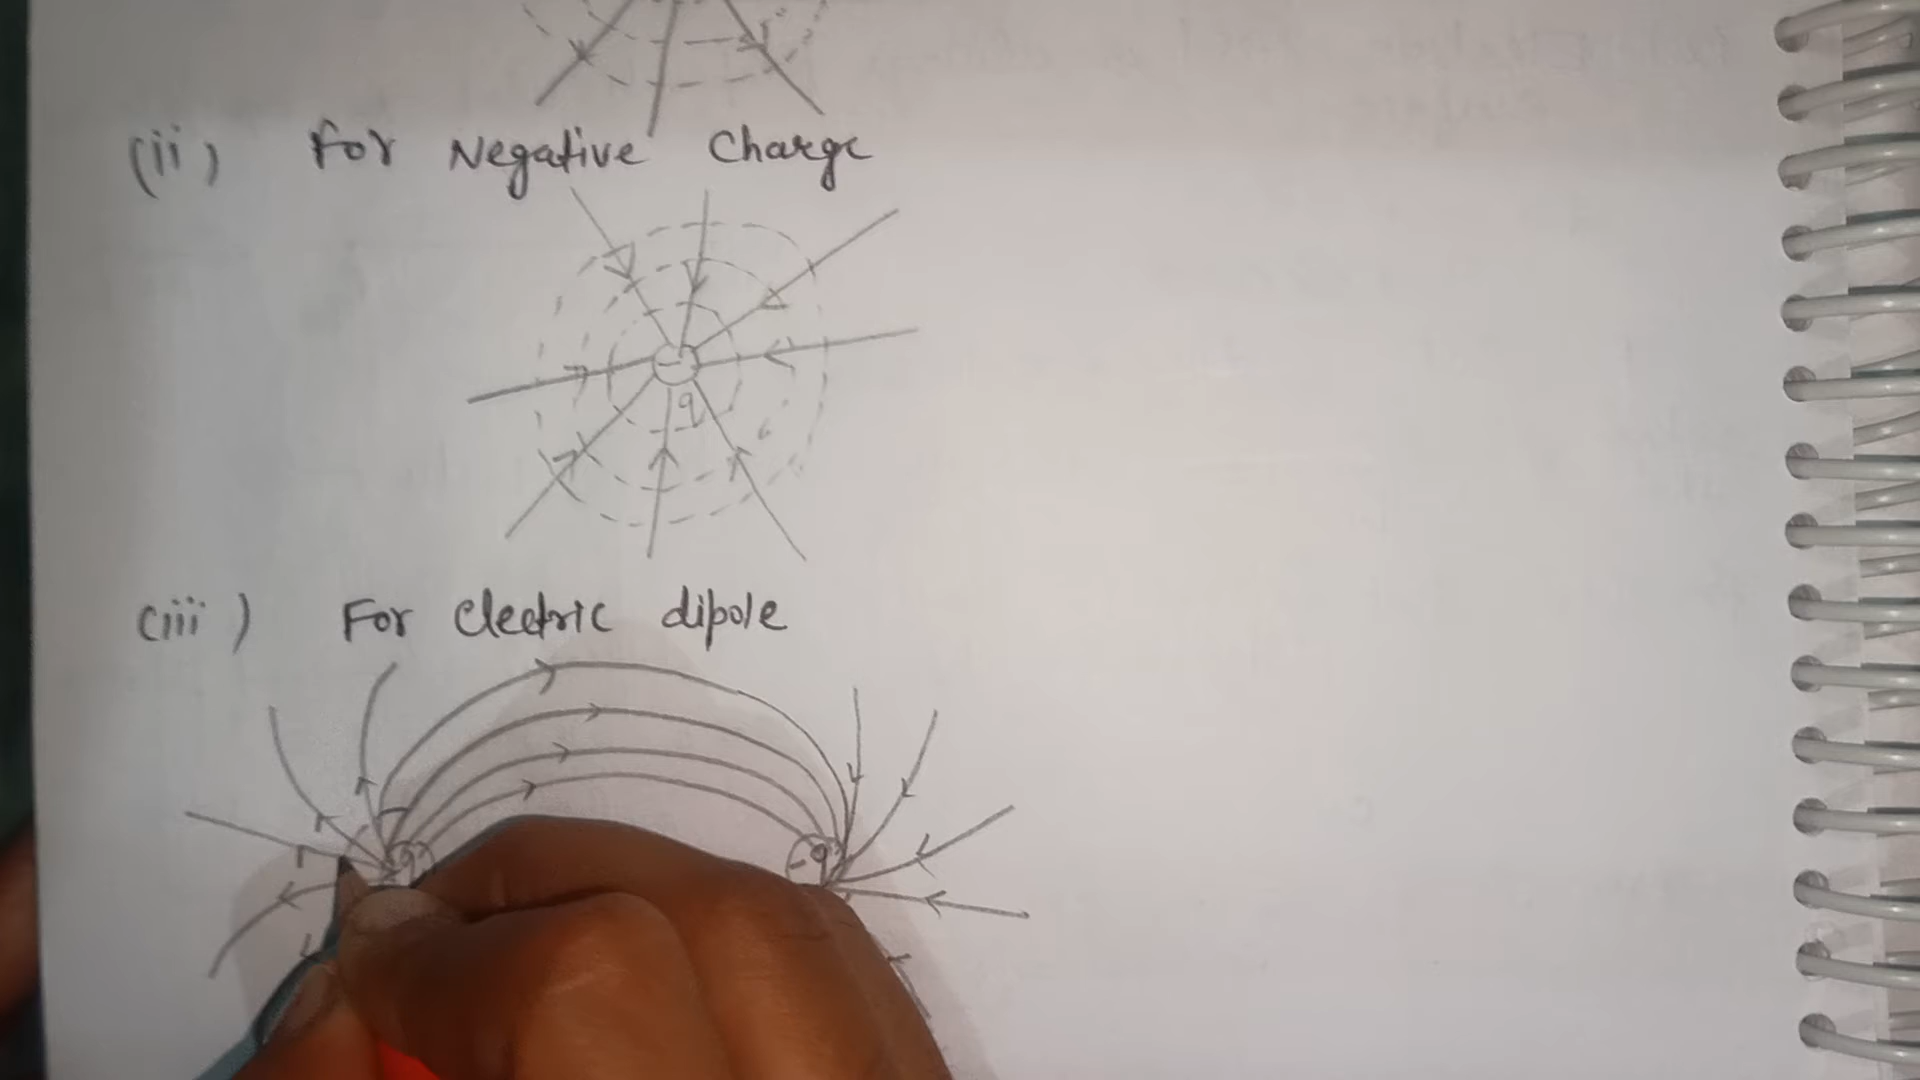 (ii) For Negative Charge
q
(iii) For electric dipole
q -q